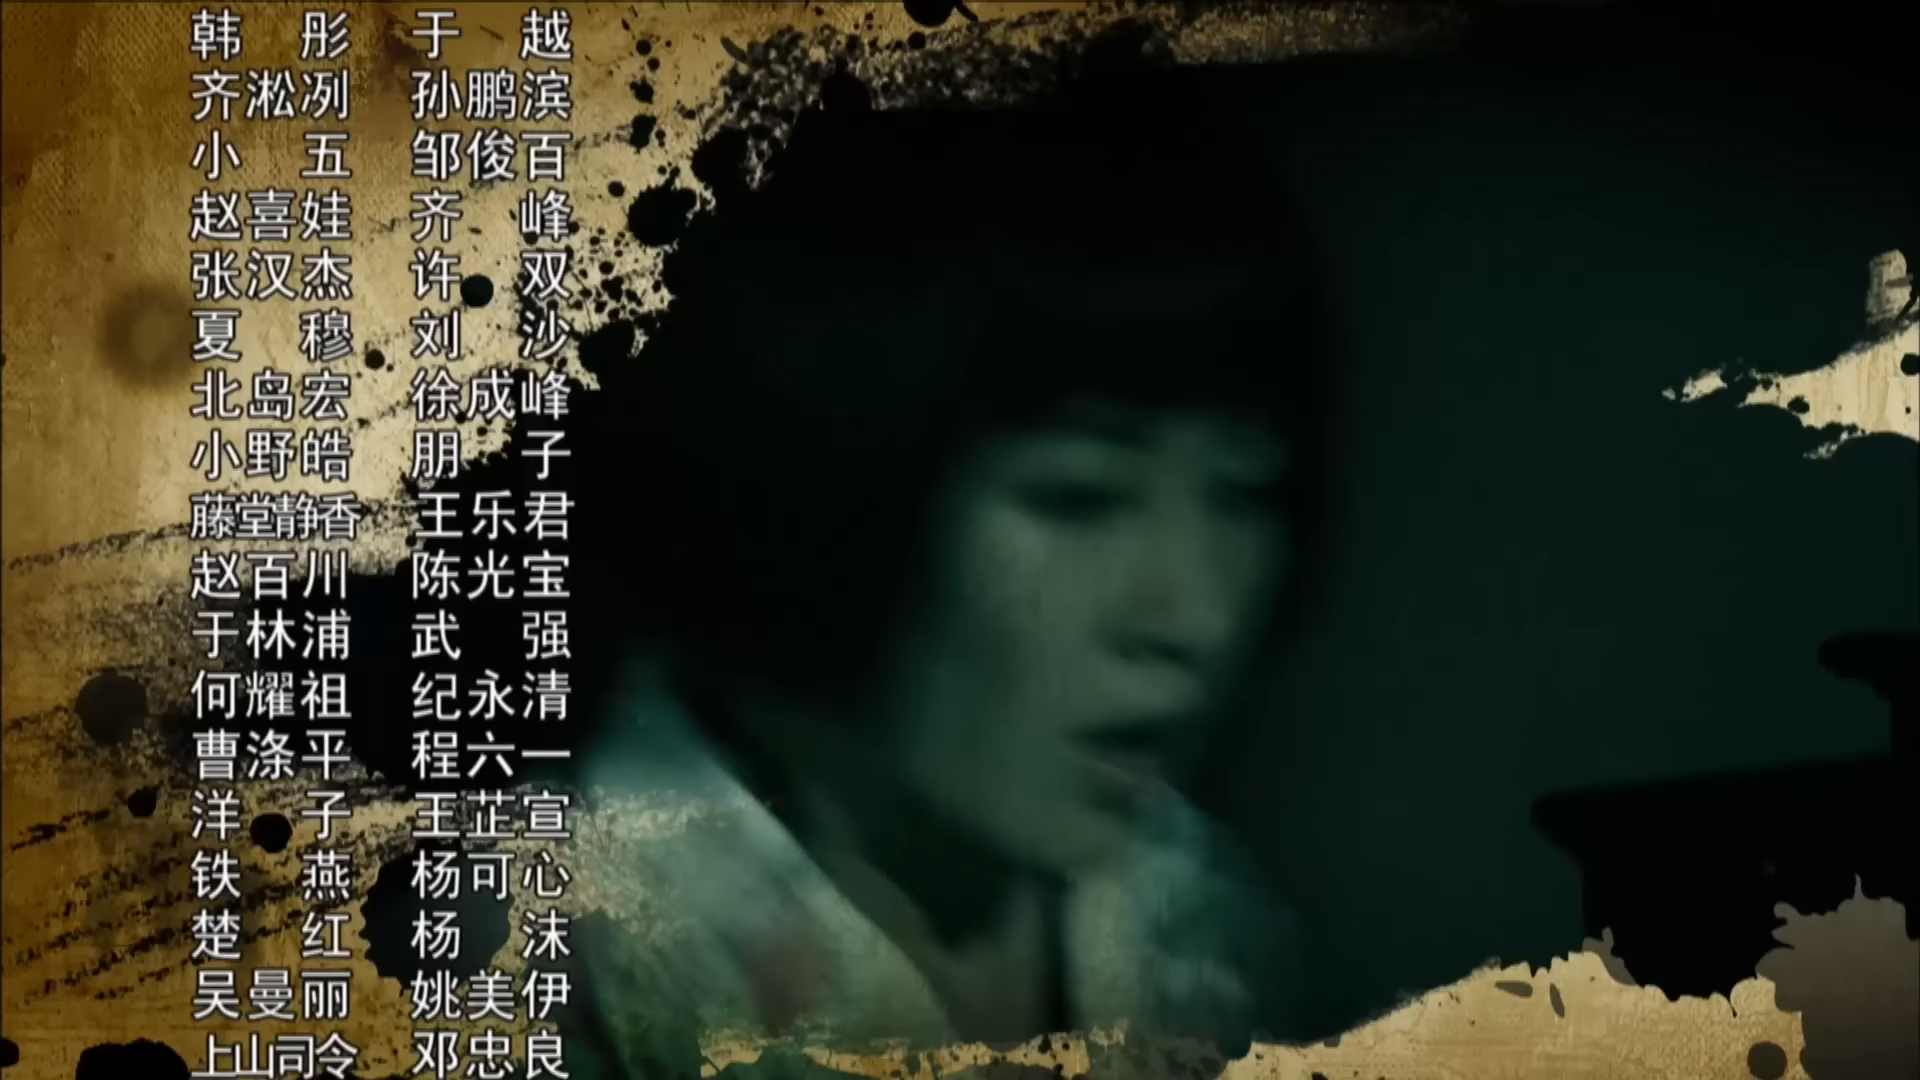 韩彤 于越
齐淞冽 孙鹏滨
小五 邹俊百
赵喜娃 齐峰
张汉杰 许双
夏穆 刘沙
北岛宏 徐成峰
小野皓 朋子
藤堂静香 王乐君
赵百川 陈光宝
于林浦 武强
何耀祖 纪永清
曹涤平 程六一
洋子 王芷宣
铁燕 杨可心
楚红 杨沫
吴曼丽 姚美伊
上山司令 邓忠良